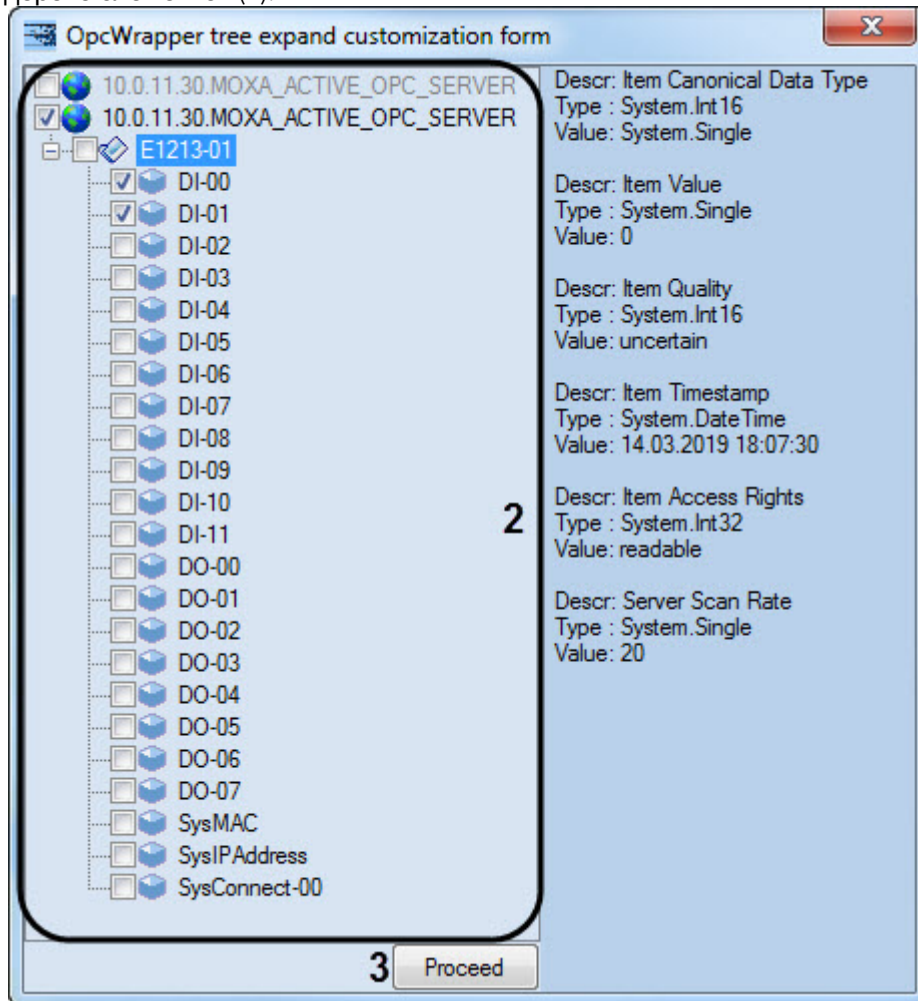 OpcWrapper tree expand customization form
10.0.11.30.MOXA_ACTIVE_OPC_SERVER
10.0.11.30.MOXA_ACTIVE_OPC_SERVER
E1213-01
DI-00
DI-01
DI-02
DI-03
DI-04
DI-05
DI-06
DI-07
DI-08
DI-09
DI-10
DI-11
DO-00
DO-01
DO-02
DO-03
DO-04
DO-05
DO-06
DO-07
SysMAC
SysIPAddress
SysConnect-00
2
Descr: Item Canonical Data Type
Type : System.Int16
Value: System.Single
Descr: Item Value
Type : System.Single
Value: 0
Descr: Item Quality
Type : System.Int16
Value: uncertain
Descr: Item Timestamp
Type : System.DateTime
Value: 14.03.2019 18:07:30
Descr: Item Access Rights
Type : System.Int32
Value: readable
Descr: Server Scan Rate
Type : System.Single
Value: 20
3 Proceed